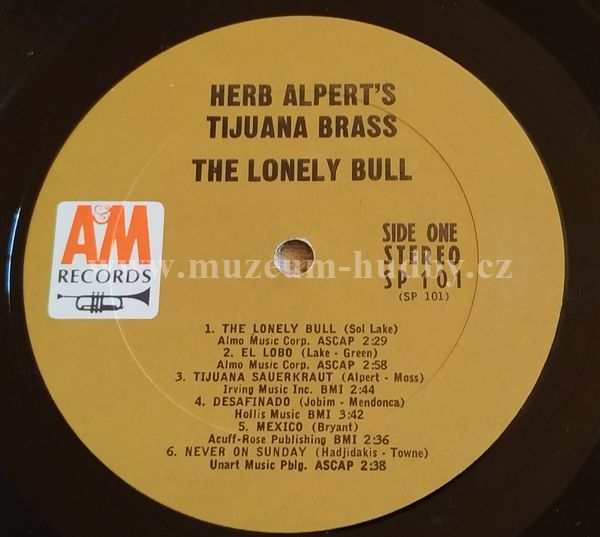 HERB ALPERT'S
TIJUANA BRASS
THE LONELY BULL
A&M
RECORDS
SIDE ONE
STEREO
SP 101
(SP 101)
www.muzeum-hudby.cz
1. THE LONELY BULL (Sol Lake)
Almo Music Corp. ASCAP 2:29
2. EL LOBO (Lake - Green)
Almo Music Corp. ASCAP 2:58
3. TIJUANA SAUERKRAUT (Alpert - Moss)
Irving Music Inc. BMI 2:44
4. DESAFINADO (Jobim - Mendonca)
Hollis Music BMI 3:42
5. MEXICO (Bryant)
Acuff-Rose Publishing BMI 2:36
6. NEVER ON SUNDAY (Hadjidakis - Towne)
Unart Music Pblg. ASCAP 2:38